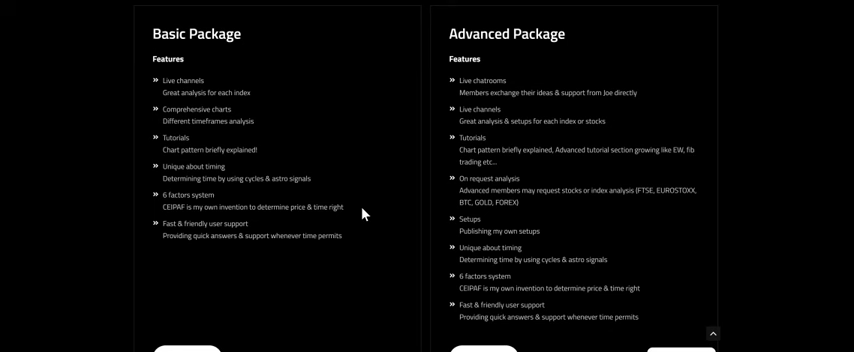 Basic Package
Features
Live channels
Great analysis for each index
Comprehensive charts
Different timeframes analysis
Tutorials
Chart pattern briefly explained!
Unique about timing
Determining time by using cycles & astro signals
6 factors system
CEIPAF is my own invention to determine price & time right
Fast & friendly user support
Providing quick answers & support whenever time permits
Advanced Package
Features
Live chatrooms
Members exchange their ideas & support from Joe directly
Live channels
Great analysis & setups for each index or stocks
Tutorials
Chart pattern briefly explained, Advanced tutorial section growing like EW, fib
trading etc...
On request analysis
Advanced members may request stocks or index analysis (FTSE, EUROSTOXX,
BTC, GOLD, FOREX)
Setups
Publishing my own setups
Unique about timing
Determining time by using cycles & astro signals
6 factors system
CEIPAF is my own invention to determine price & time right
Fast & friendly user support
Providing quick answers & support whenever time permits